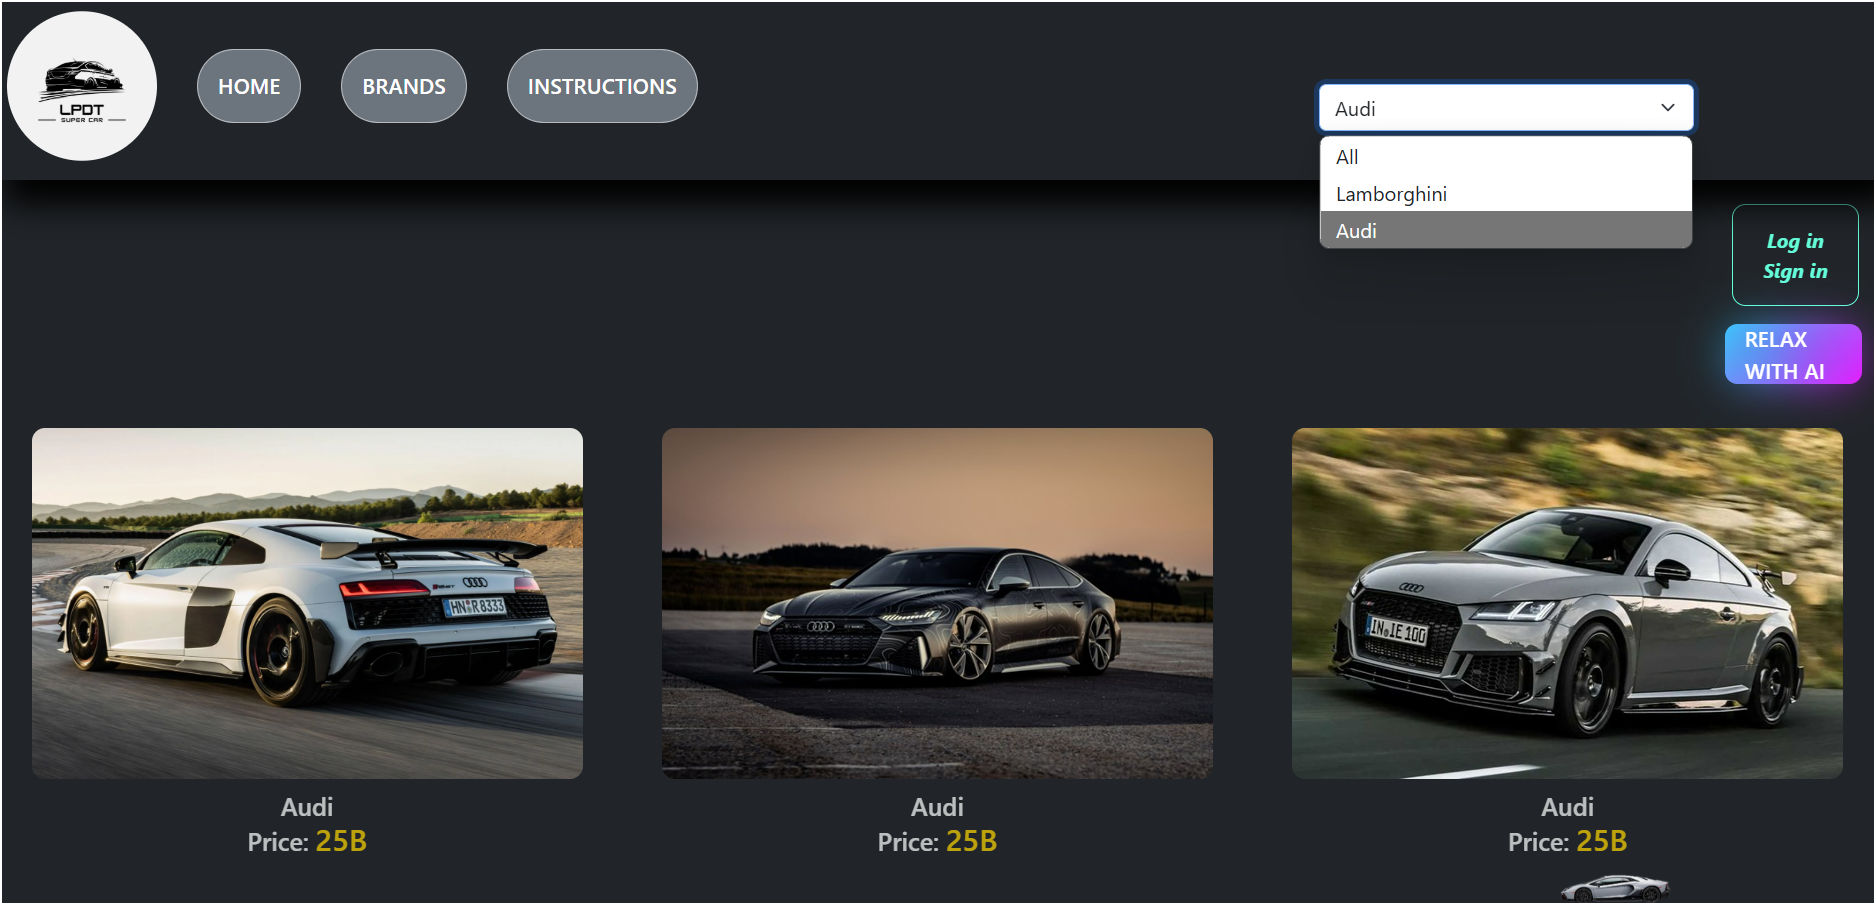 LPDT
SUPER CAR
HOME
BRANDS
INSTRUCTIONS
Audi
All
Lamborghini
Audi
Log in
Sign in
RELAX
WITH AI
HN R 8333
IN IE 100
Audi
Price: 25B
Audi
Price: 25B
Audi
Price: 25B